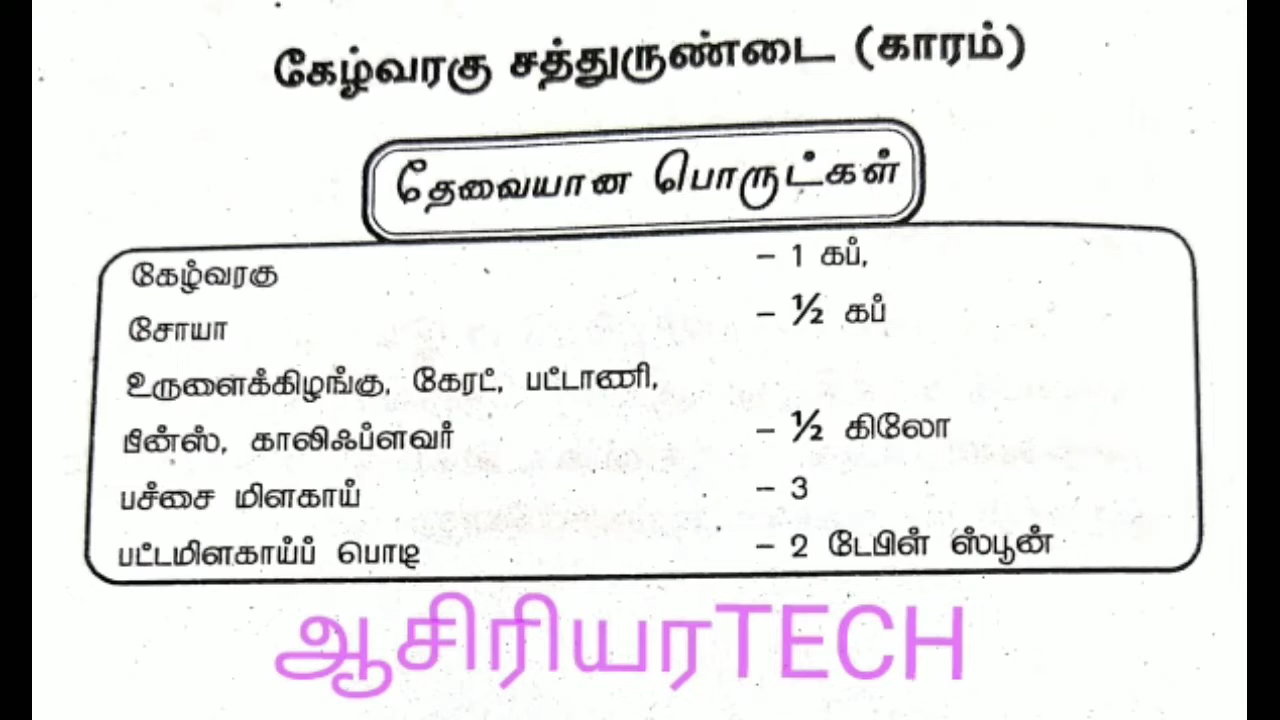 கேழ்வரகு சத்துருண்டை (காரம்)
தேவையான பொருட்கள்
கேழ்வரகு – 1 கப்,
சோயா – ½ கப்
உருளைக்கிழங்கு, கேரட், பட்டாணி,
பீன்ஸ், காலிஃப்ளவர் – ½ கிலோ
பச்சை மிளகாய் – 3
பட்டமிளகாய்ப் பொடி – 2 டேபிள் ஸ்பூன்
ஆசிரியரTECH